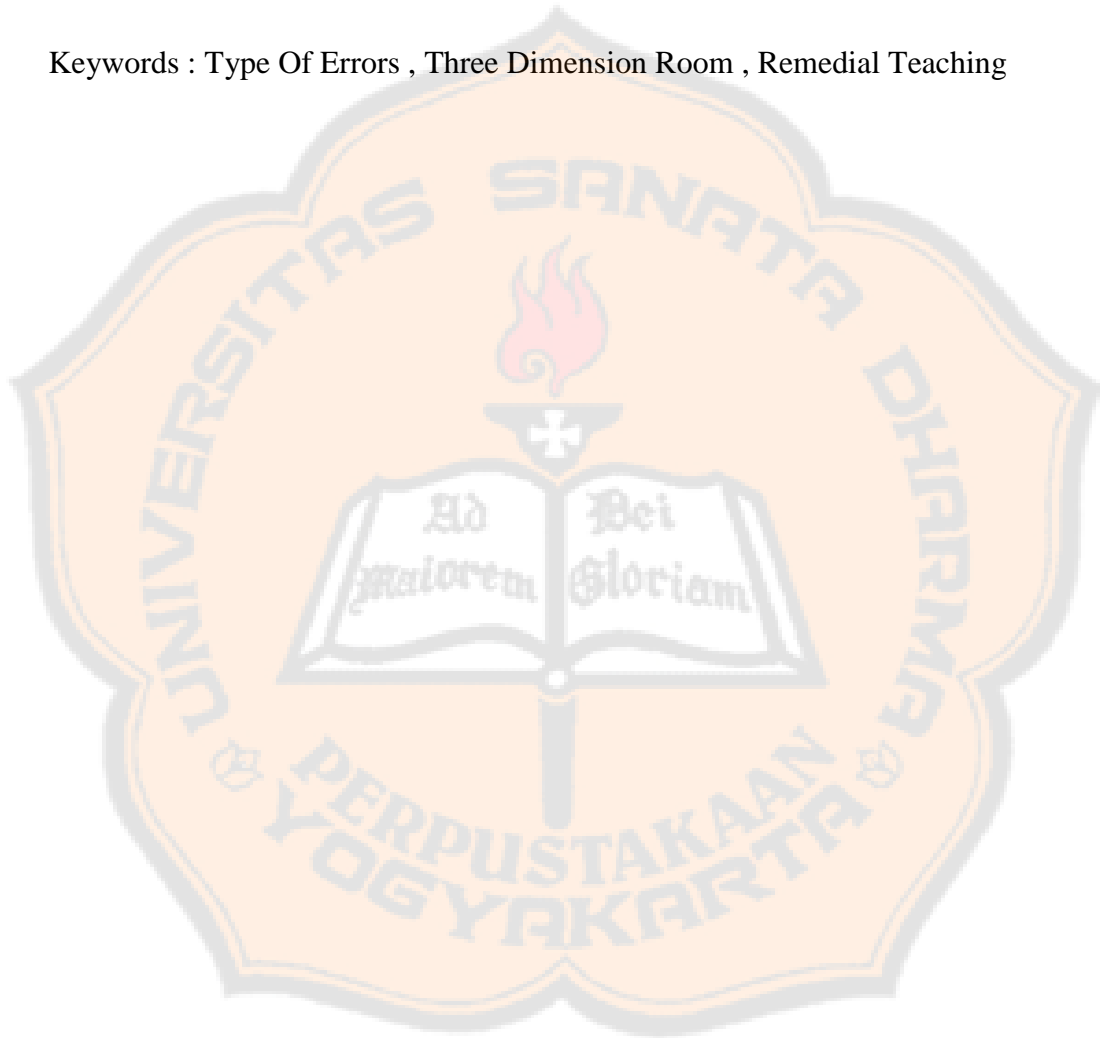 Keywords : Type Of Errors , Three Dimension Room , Remedial Teaching
UNIVERSITAS SANATA DHARMA
Ad Dei
Maiorem Gloriam
PERPUSTAKAAN
YOGYAKARTA